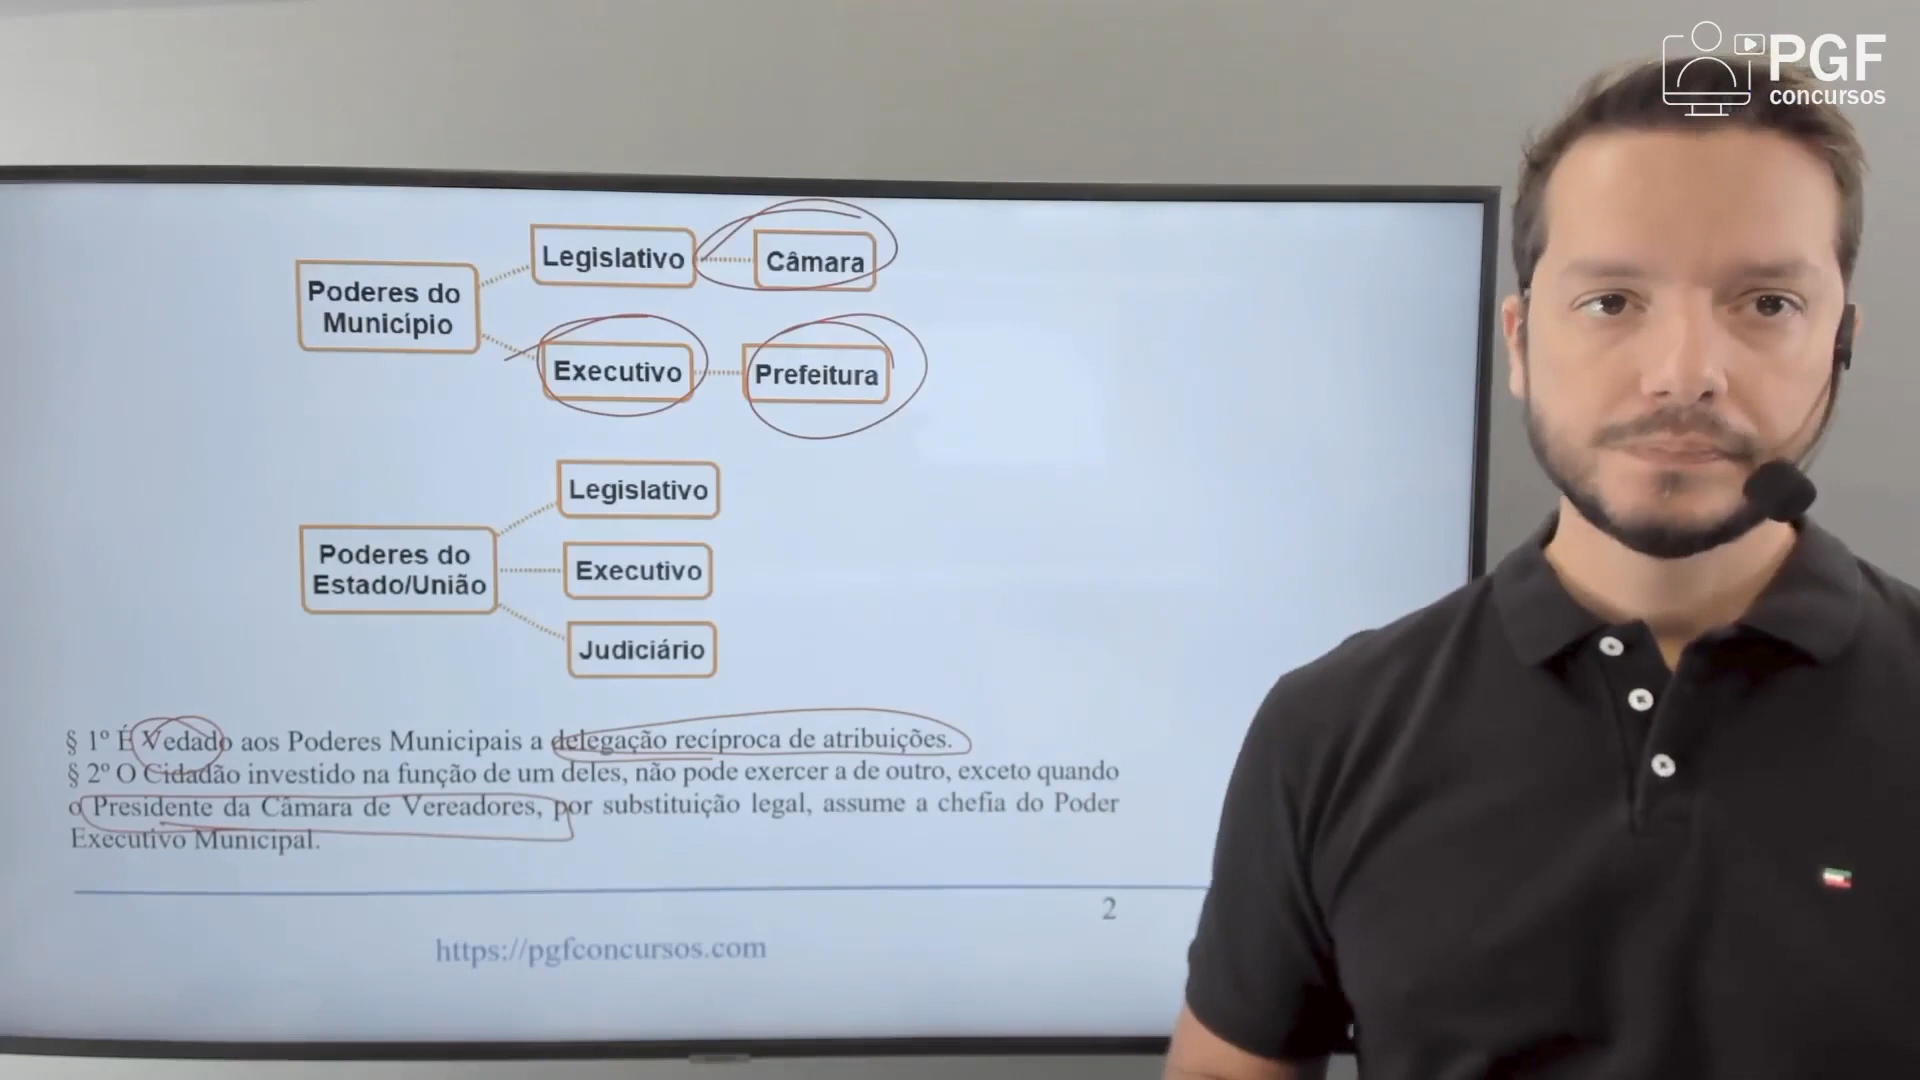 PGF
concursos
Poderes do
Município
Legislativo
Câmara
Executivo
Prefeitura
Poderes do
Estado/União
Legislativo
Executivo
Judiciário
§ 1º É Vedado aos Poderes Municipais a delegação recíproca de atribuições.
§ 2º O Cidadão investido na função de um deles, não pode exercer a de outro, exceto quando
o Presidente da Câmara de Vereadores, por substituição legal, assume a chefia do Poder
Executivo Municipal.
2
https://pgfconcursos.com